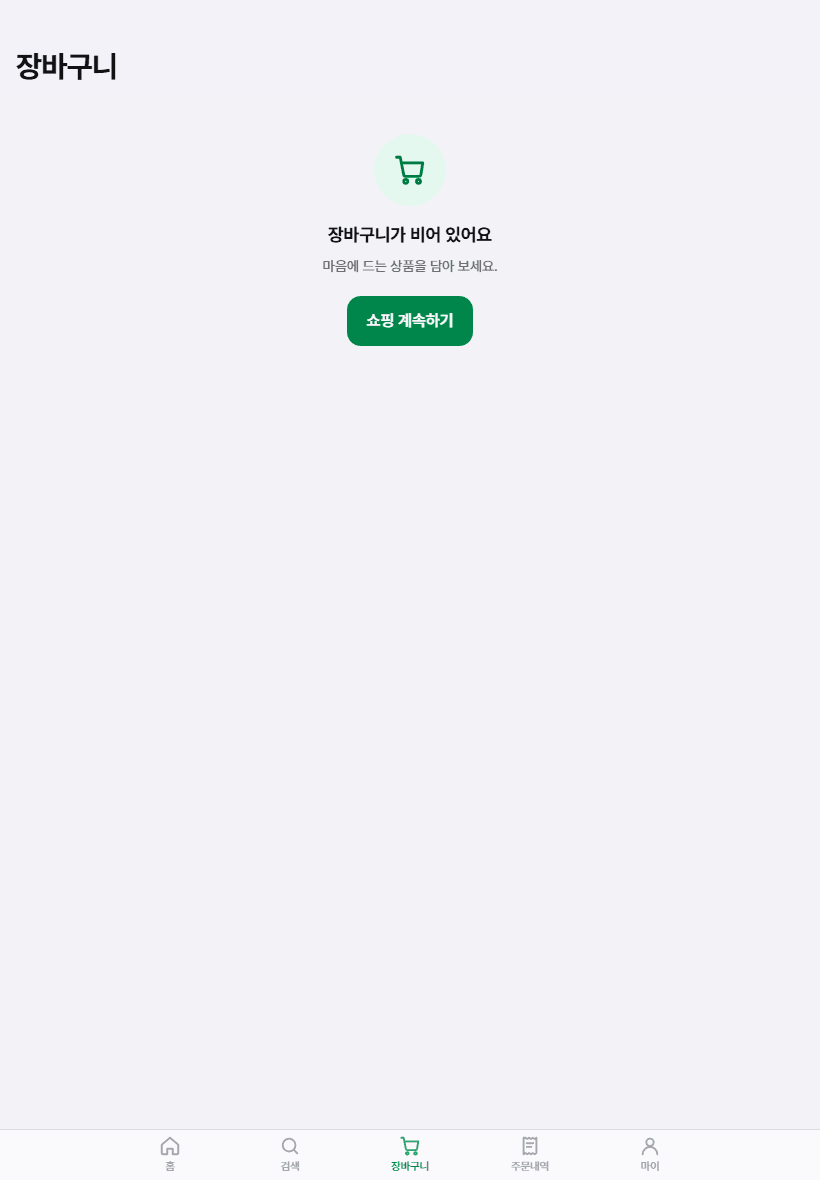 장바구니
장바구니가 비어 있어요
마음에 드는 상품을 담아 보세요.
쇼핑 계속하기
홈
검색
장바구니
주문내역
마이